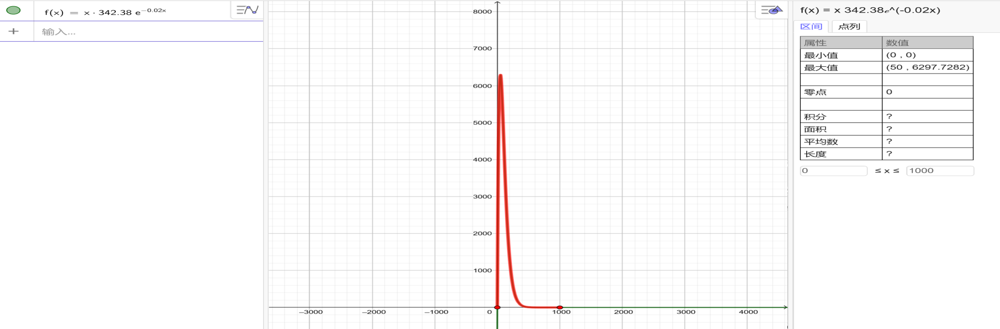 f(x) = x · 342.38 e^−0.02x
+ 输入...
8000
7000
6000
5000
4000
3000
2000
1000
−3000 −2000 −1000 0 1000 2000 3000 4000
f(x) = x 342.38ℯ^(-0.02x)
区间 点列
属性 数值
最小值 (0 , 0)
最大值 (50 , 6297.7282)
零点 0
积分 ?
面积 ?
平均数 ?
长度 ?
0 ≤ x ≤ 1000